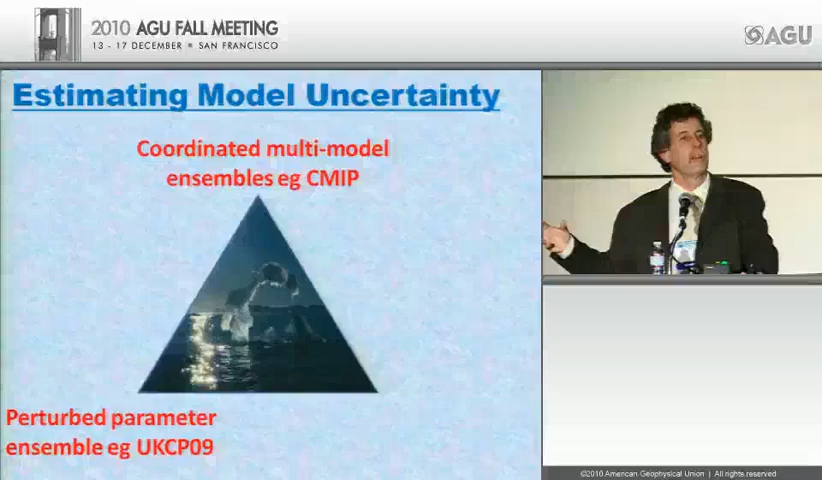 2010 AGU FALL MEETING
13 - 17 DECEMBER ■ SAN FRANCISCO
AGU
Estimating Model Uncertainty
Coordinated multi-model
ensembles eg CMIP
Perturbed parameter
ensemble eg UKCP09
©2010 American Geophysical Union | All rights reserved